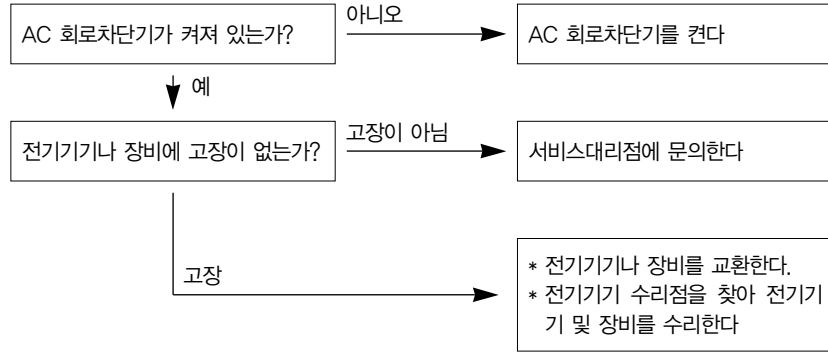 AC 회로차단기가 켜져 있는가?
아니오
AC 회로차단기를 켠다
예
전기기기나 장비에 고장이 없는가?
고장이 아님
서비스대리점에 문의한다
고장
* 전기기기나 장비를 교환한다.
* 전기기기 수리점을 찾아 전기기
기 및 장비를 수리한다